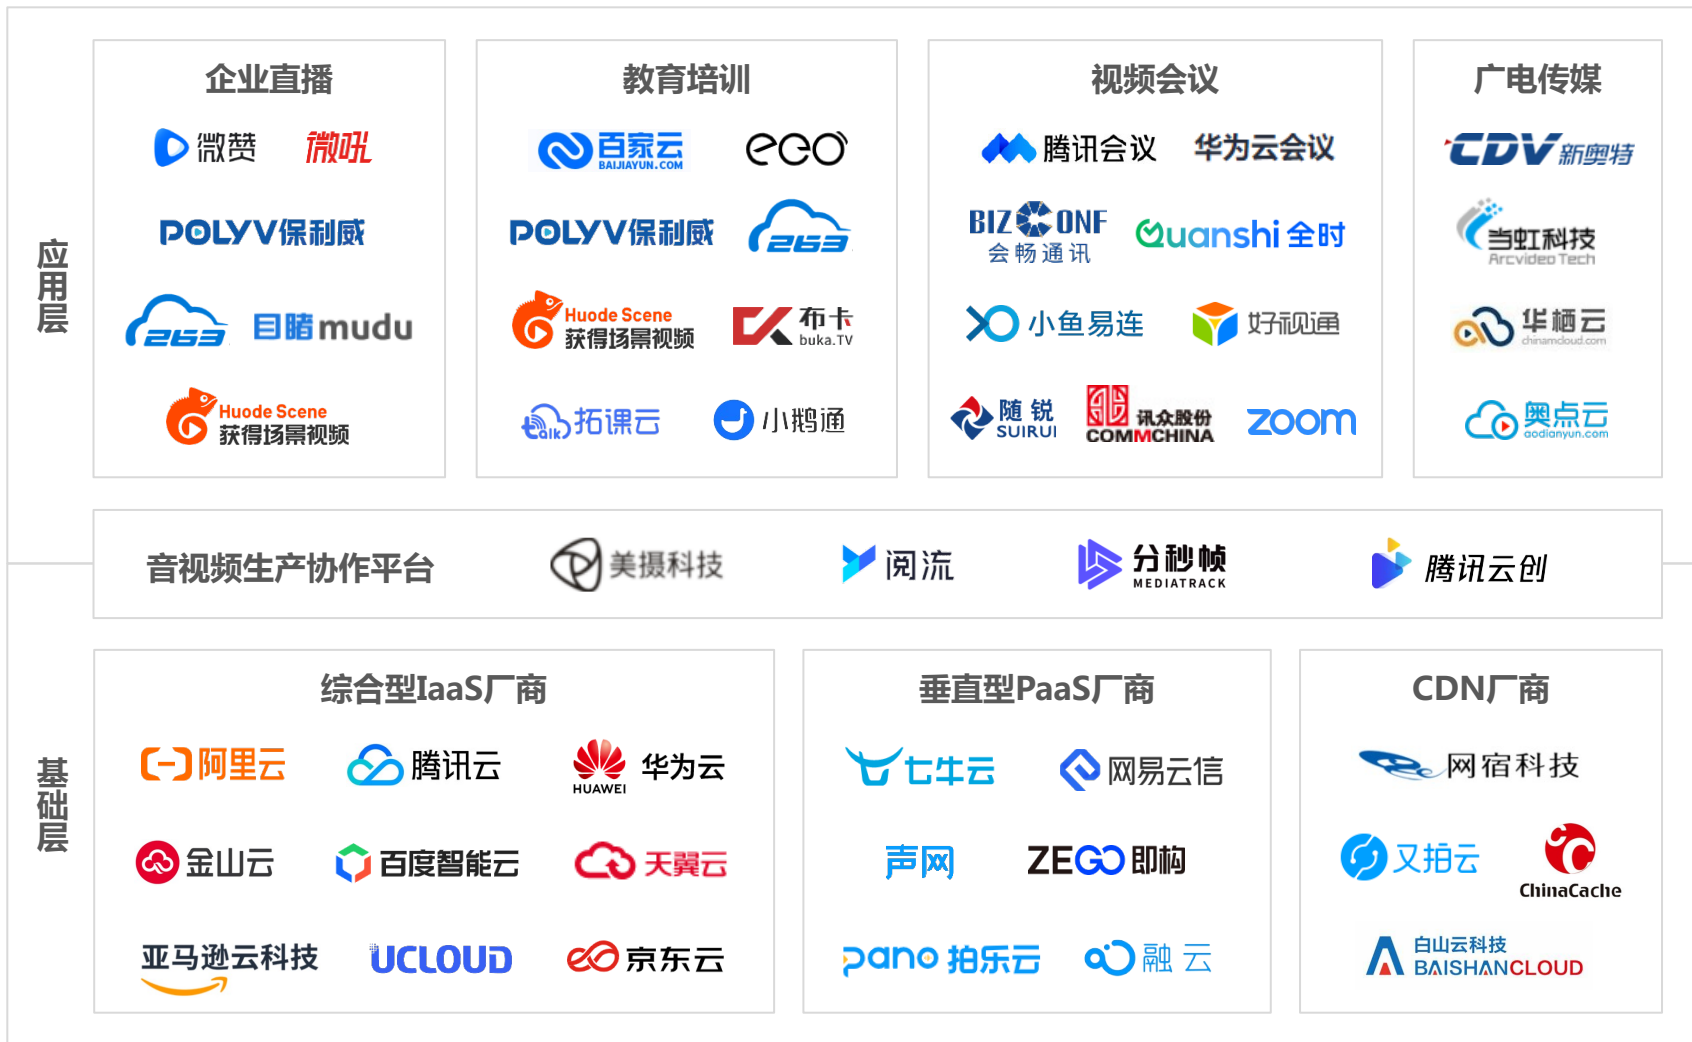 应用层
企业直播
微赞
微吼
POLYV保利威
263
目睹mudu
Huode Scene
获得场景视频
教育培训
百家云
BAIJIAYUN.COM
eeo
POLYV保利威
263
Huode Scene
获得场景视频
布卡
buka.TV
Talk 拓课云
小鹅通
视频会议
腾讯会议
华为云会议
BIZCONF
会畅通讯
Quanshi 全时
小鱼易连
好视通
随锐
SUIRUI
讯众股份
COMMCHINA
zoom
广电传媒
CDV新奥特
当虹科技
Arcvideo Tech
华栖云
chinamcloud.com
奥点云
aodianyun.com
音视频生产协作平台
美摄科技
阅流
分秒帧
MEDIATRACK
腾讯云创
基础层
综合型IaaS厂商
阿里云
腾讯云
HUAWEI
华为云
金山云
百度智能云
天翼云
亚马逊云科技
UCLOUD
京东云
垂直型PaaS厂商
七牛云
网易云信
声网
ZEGO即构
pano 拍乐云
融云
CDN厂商
网宿科技
又拍云
ChinaCache
白山云科技
BAISHANCLOUD